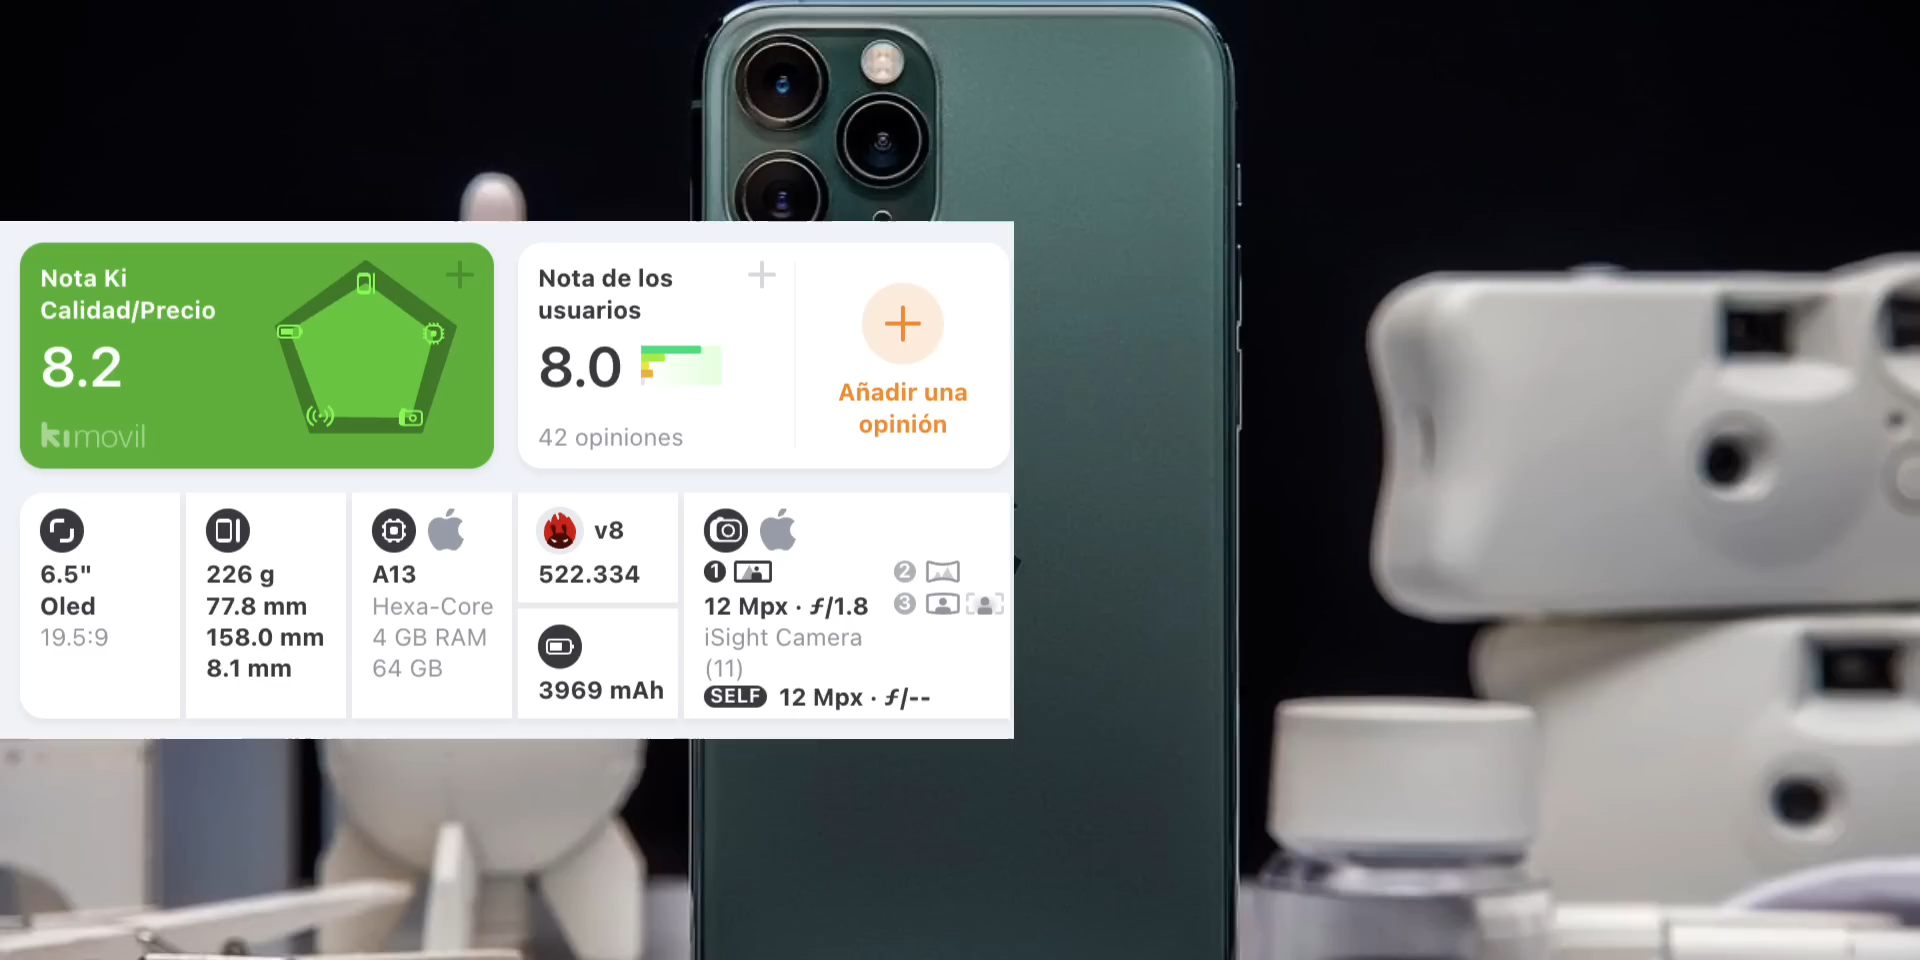 Nota Ki
Calidad/Precio
8.2
kimovil
Nota de los
usuarios
8.0
42 opiniones
Añadir una
opinión
6.5"
Oled
19.5:9
226 g
77.8 mm
158.0 mm
8.1 mm
A13
Hexa-Core
4 GB RAM
64 GB
v8
522.334
3969 mAh
1
12 Mpx · ƒ/1.8
iSight Camera
(11)
SELF 12 Mpx · ƒ/--
2
3